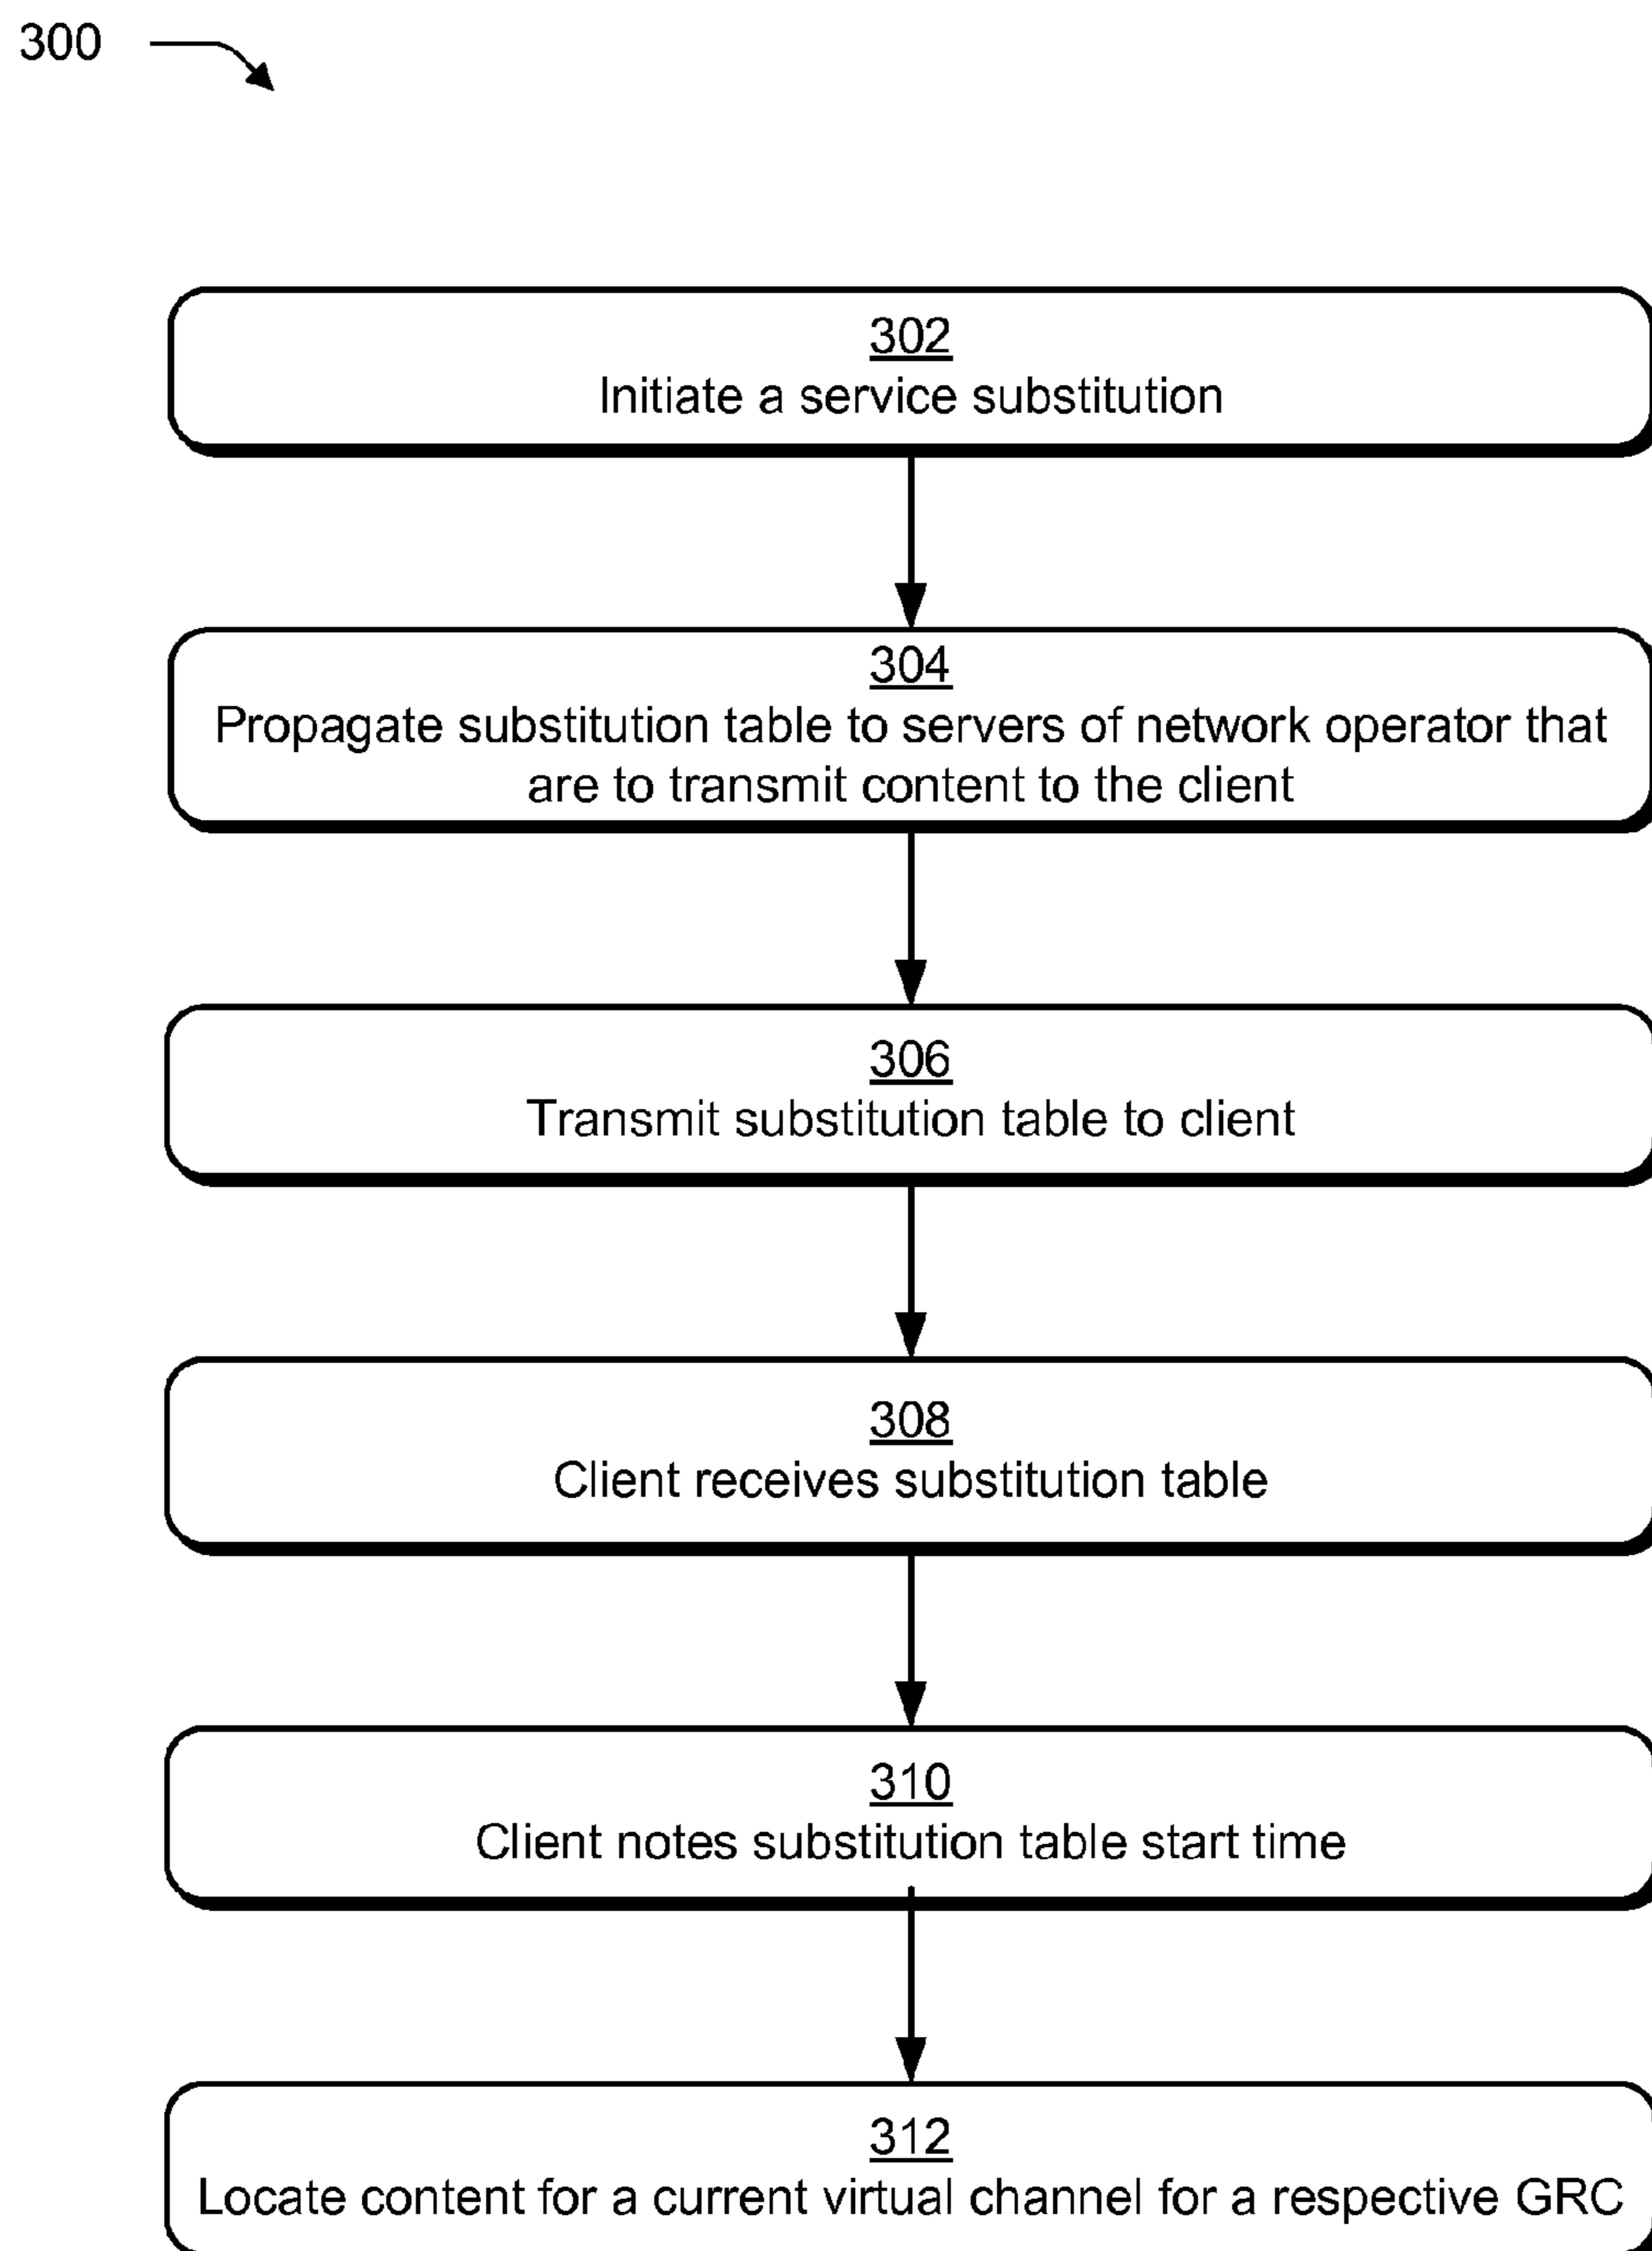 300
302
Initiate a service substitution
304
Propagate substitution table to servers of network operator that
are to transmit content to the client
306
Transmit substitution table to client
308
Client receives substitution table
310
Client notes substitution table start time
312
Locate content for a current virtual channel for a respective GRC